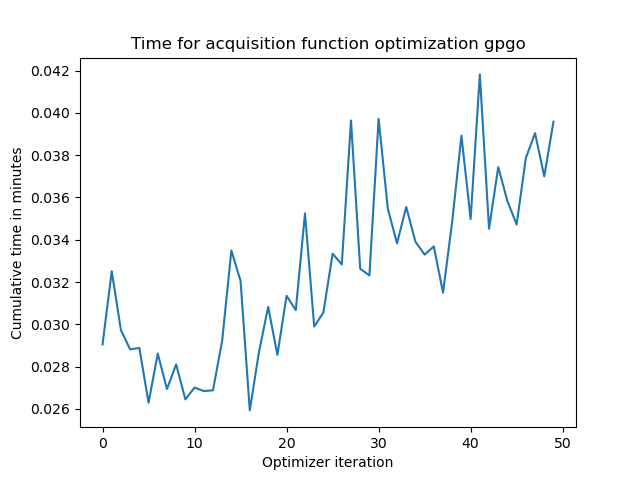 Time for acquisition function optimization gpgo
Cumulative time in minutes
0.042
0.040
0.038
0.036
0.034
0.032
0.030
0.028
0.026
0 10 20 30 40 50
Optimizer iteration